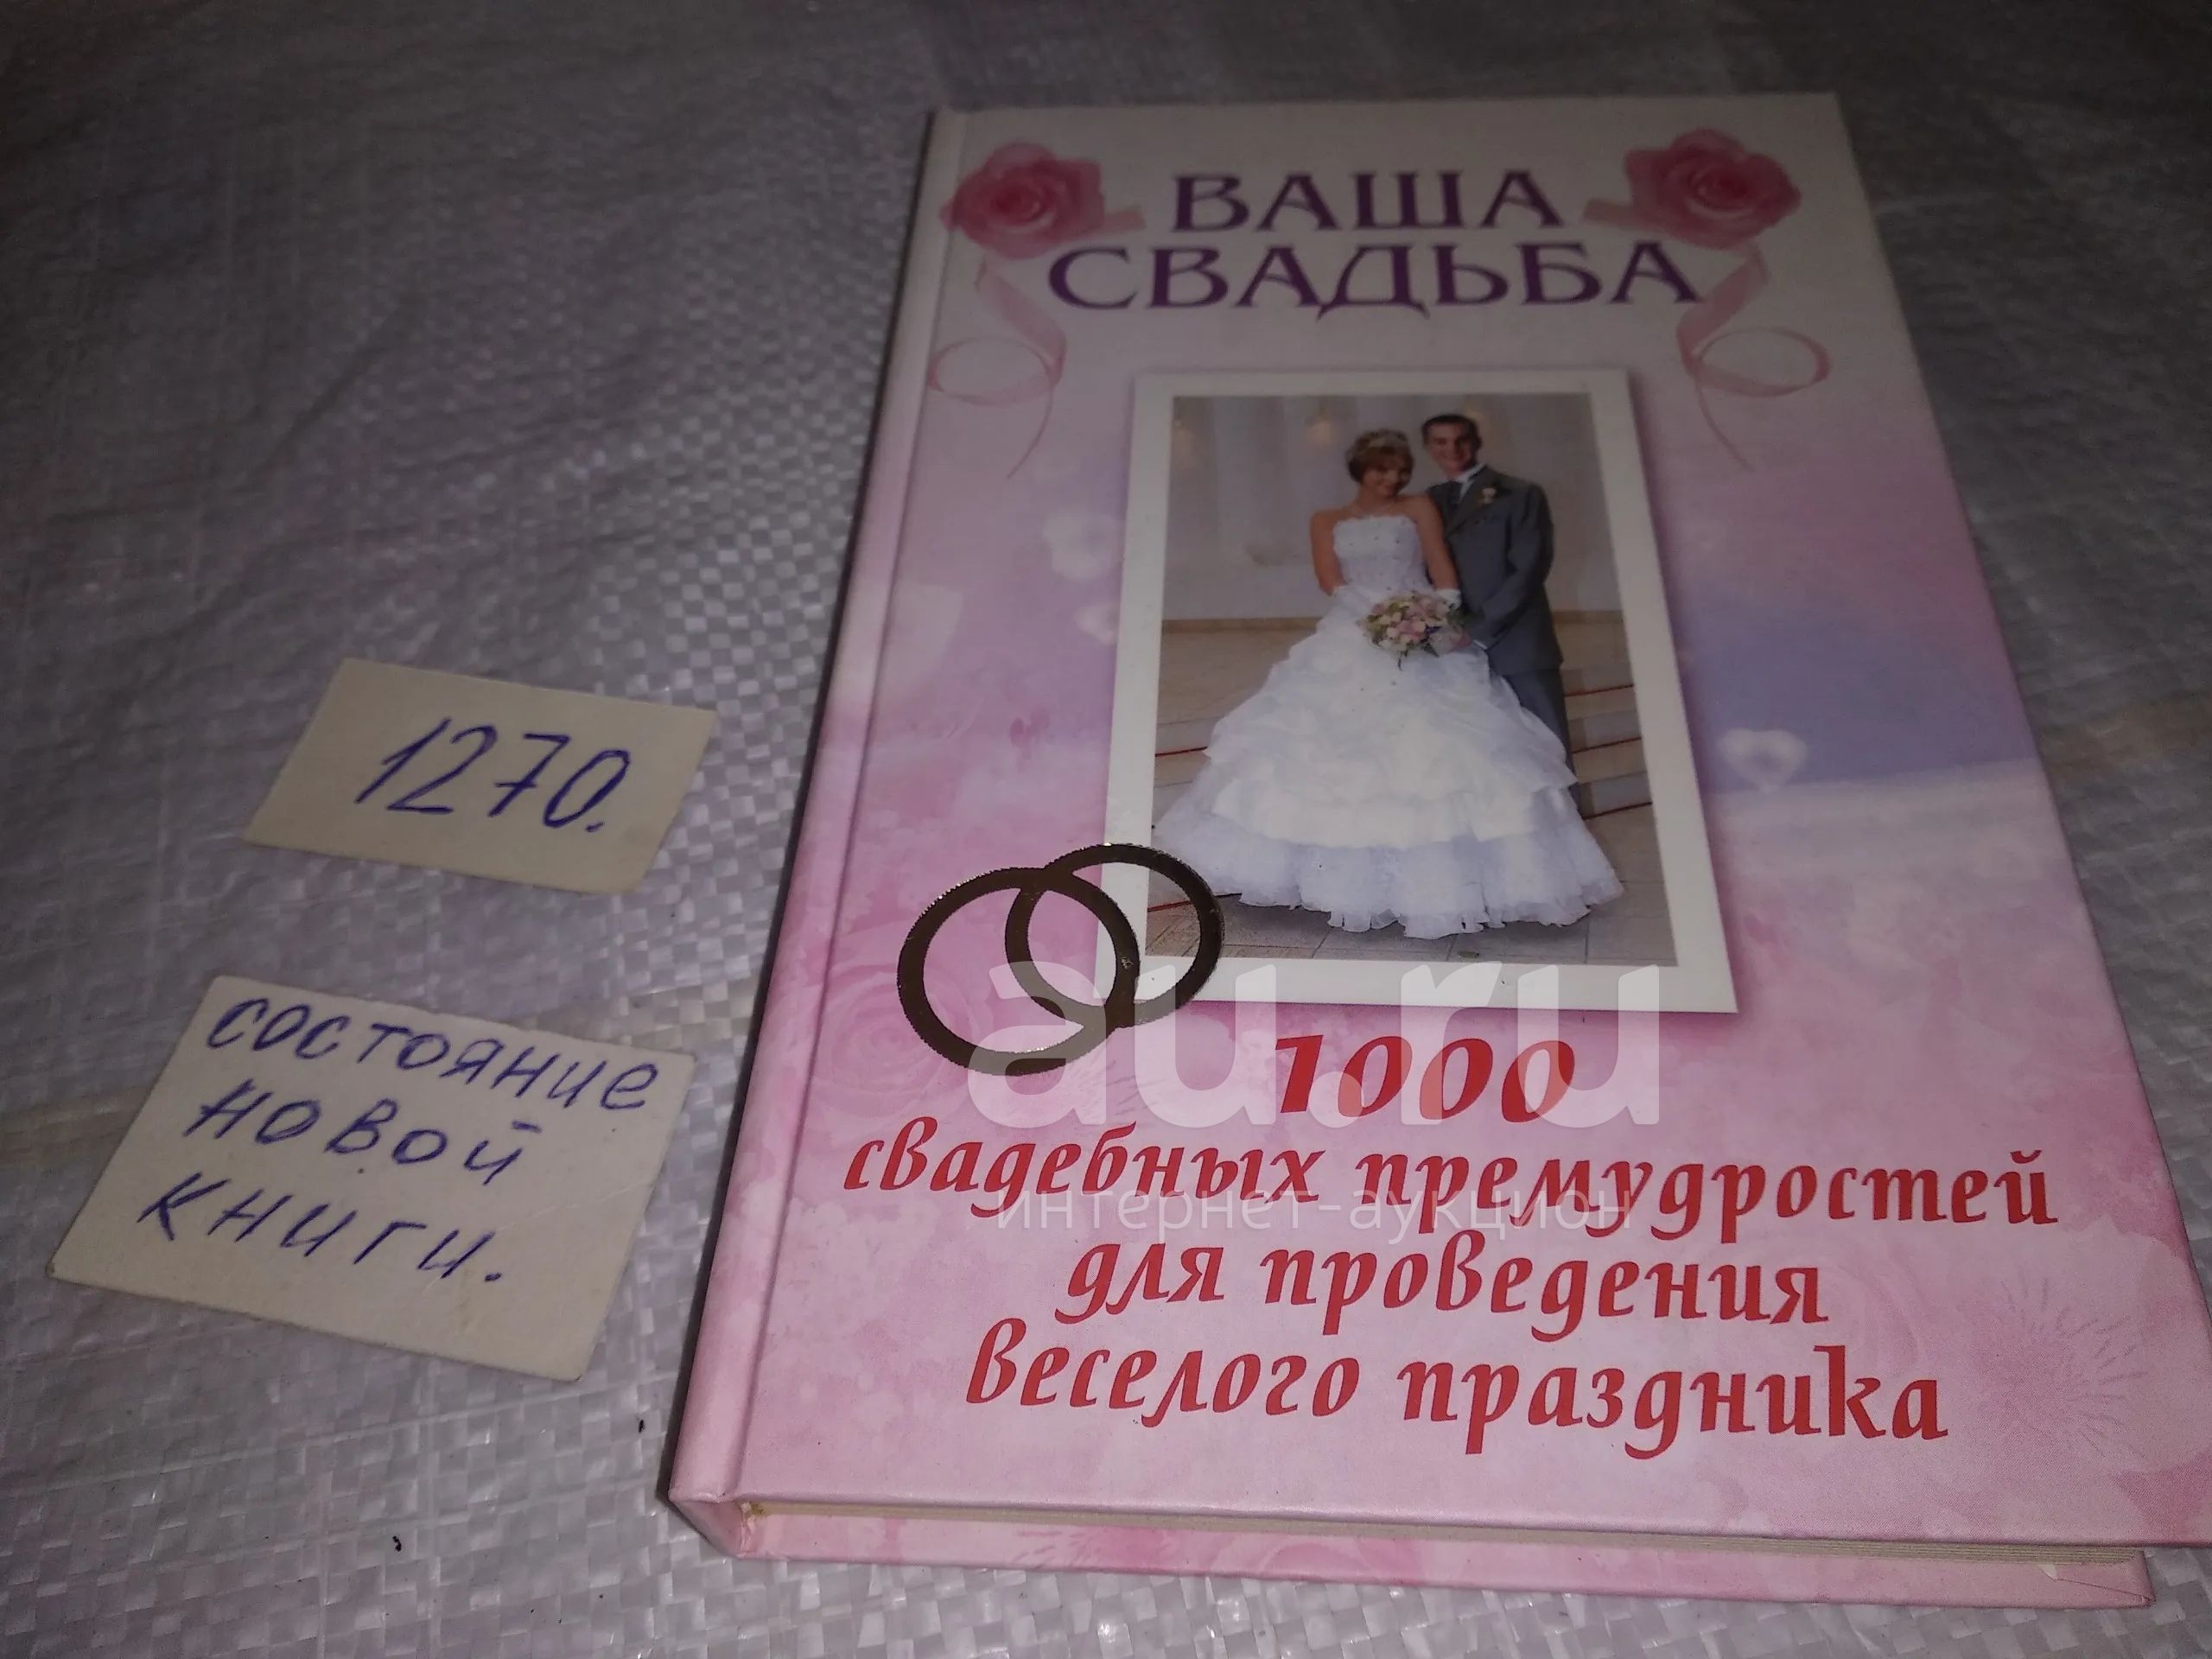 ВАША
СВАДЬБА
1270.
состояние
новой
книги.
au.ru
интернет-аукцион
1000
свадебных премудростей
для проведения
веселого праздника